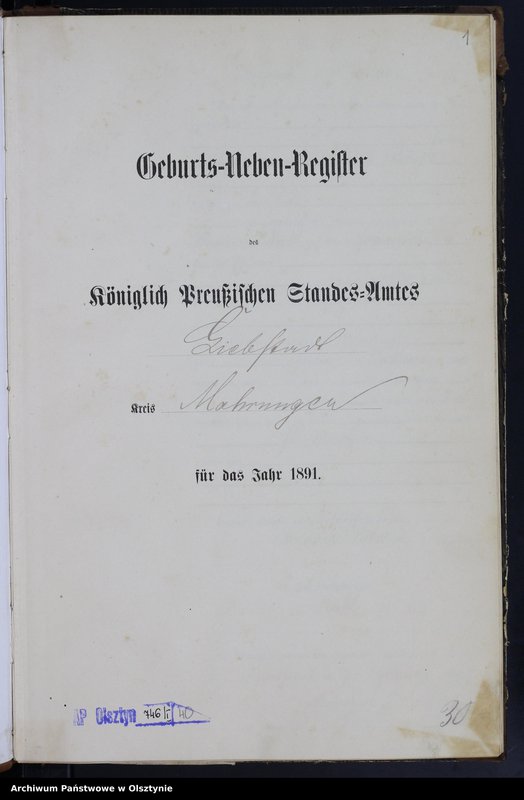 1
Geburts-Neben-Register
des
Königlich Preußischen Standes-Amtes
Liebstadt
Kreis Mohrungen
für das Jahr 1891.
AP Olsztyn 746/1 40
30
Archiwum Państwowe w Olsztynie